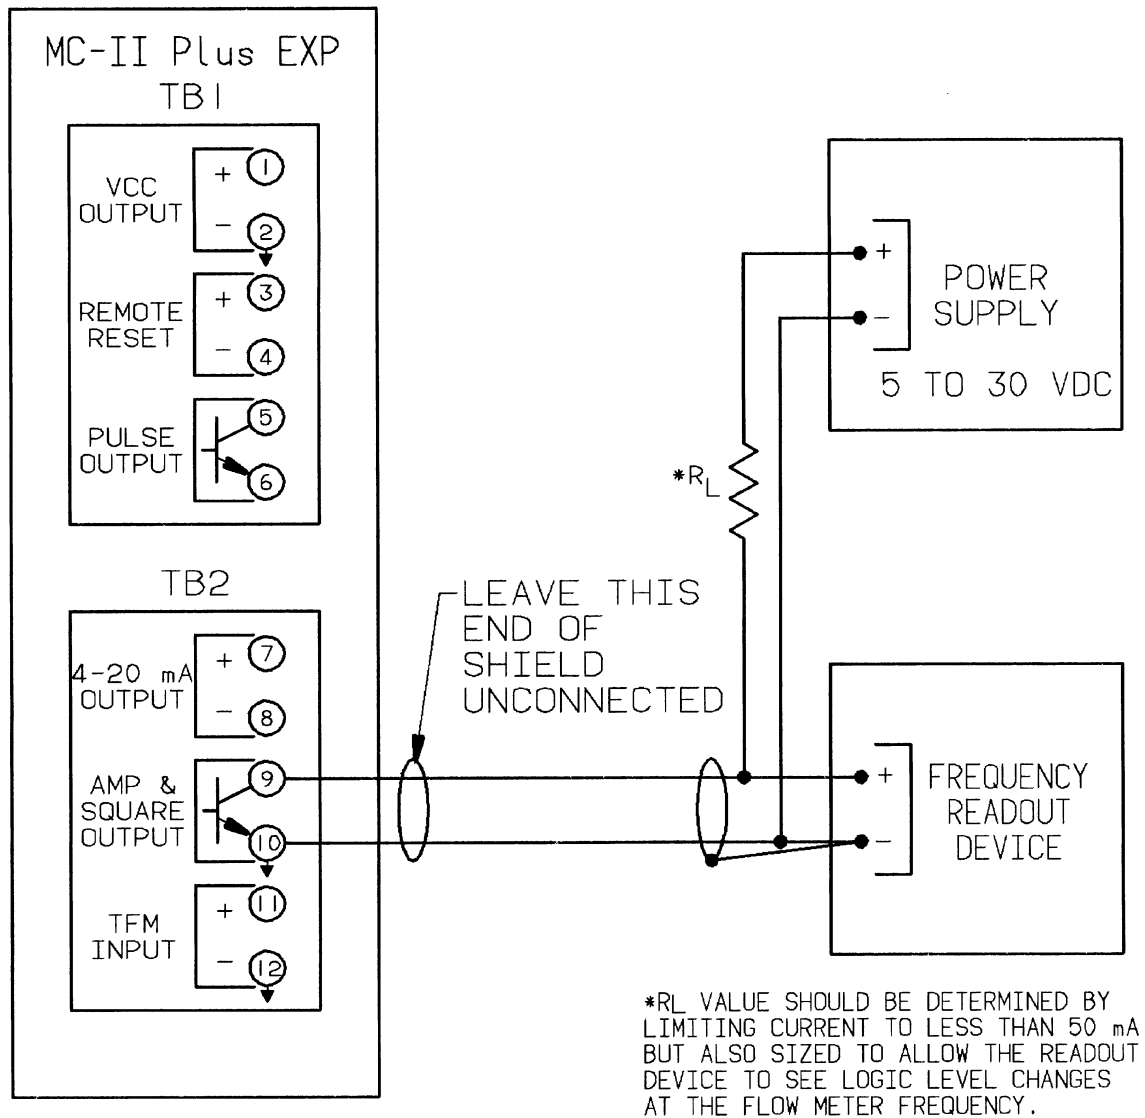 MC-II Plus EXP
TB1
VCC
OUTPUT
+
1
-
2
REMOTE
RESET
+
3
-
4
PULSE
OUTPUT
5
6
TB2
4-20 mA
OUTPUT
+
7
-
8
AMP &
SQUARE
OUTPUT
9
10
TFM
INPUT
+
11
-
12
LEAVE THIS
END OF
SHIELD
UNCONNECTED
*RL
+
-
POWER
SUPPLY
5 TO 30 VDC
+
-
FREQUENCY
READOUT
DEVICE
*RL VALUE SHOULD BE DETERMINED BY
LIMITING CURRENT TO LESS THAN 50 mA
BUT ALSO SIZED TO ALLOW THE READOUT
DEVICE TO SEE LOGIC LEVEL CHANGES
AT THE FLOW METER FREQUENCY.